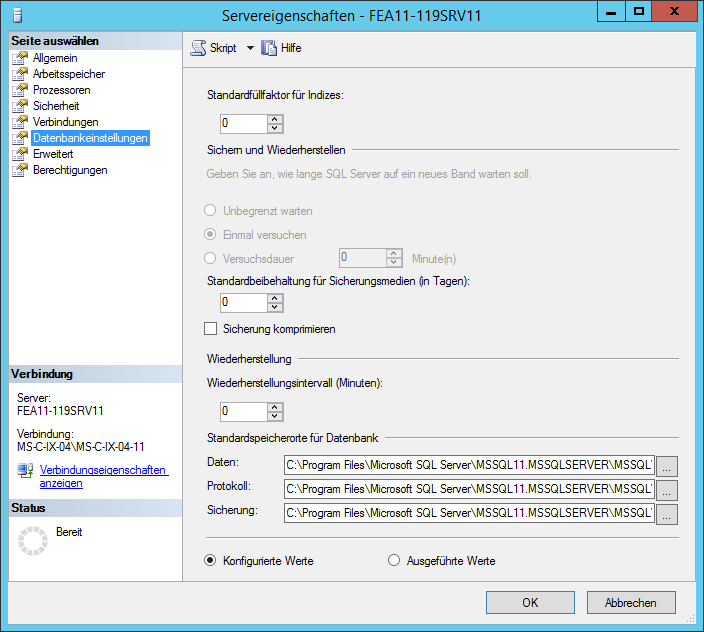 Servereigenschaften - FEA11-119SRV11
Seite auswählen
Allgemein
Arbeitsspeicher
Prozessoren
Sicherheit
Verbindungen
Datenbankeinstellungen
Erweitert
Berechtigungen
Verbindung
Server:
FEA11-119SRV11
Verbindung:
MS-C-IX-04\MS-C-IX-04-11
Verbindungseigenschaften
anzeigen
Status
Bereit
Skript Hilfe
Standardfüllfaktor für Indizes:
0
Sichern und Wiederherstellen
Geben Sie an, wie lange SQL Server auf ein neues Band warten soll.
Unbegrenzt warten
Einmal versuchen
Versuchsdauer 0 Minute(n)
Standardbeibehaltung für Sicherungsmedien (in Tagen):
0
Sicherung komprimieren
Wiederherstellung
Wiederherstellungsintervall (Minuten):
0
Standardspeicherorte für Datenbank
Daten: C:\Program Files\Microsoft SQL Server\MSSQL11.MSSQLSERVER\MSSQL\ ...
Protokoll: C:\Program Files\Microsoft SQL Server\MSSQL11.MSSQLSERVER\MSSQL\ ...
Sicherung: C:\Program Files\Microsoft SQL Server\MSSQL11.MSSQLSERVER\MSSQL\ ...
Konfigurierte Werte Ausgeführte Werte
OK Abbrechen